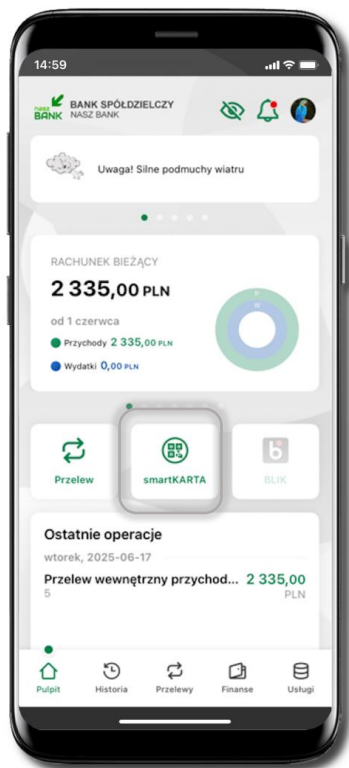 14:59
NASZ BANK
BANK SPÓŁDZIELCZY
NASZ BANK
Uwaga! Silne podmuchy wiatru
RACHUNEK BIEŻĄCY
2 335,00 PLN
od 1 czerwca
Przychody 2 335,00 PLN
Wydatki 0,00 PLN
Przelew
smartKARTA
BLIK
Ostatnie operacje
wtorek, 2025-06-17
Przelew wewnętrzny przychod... 2 335,00
5 PLN
Pulpit Historia Przelewy Finanse Usługi